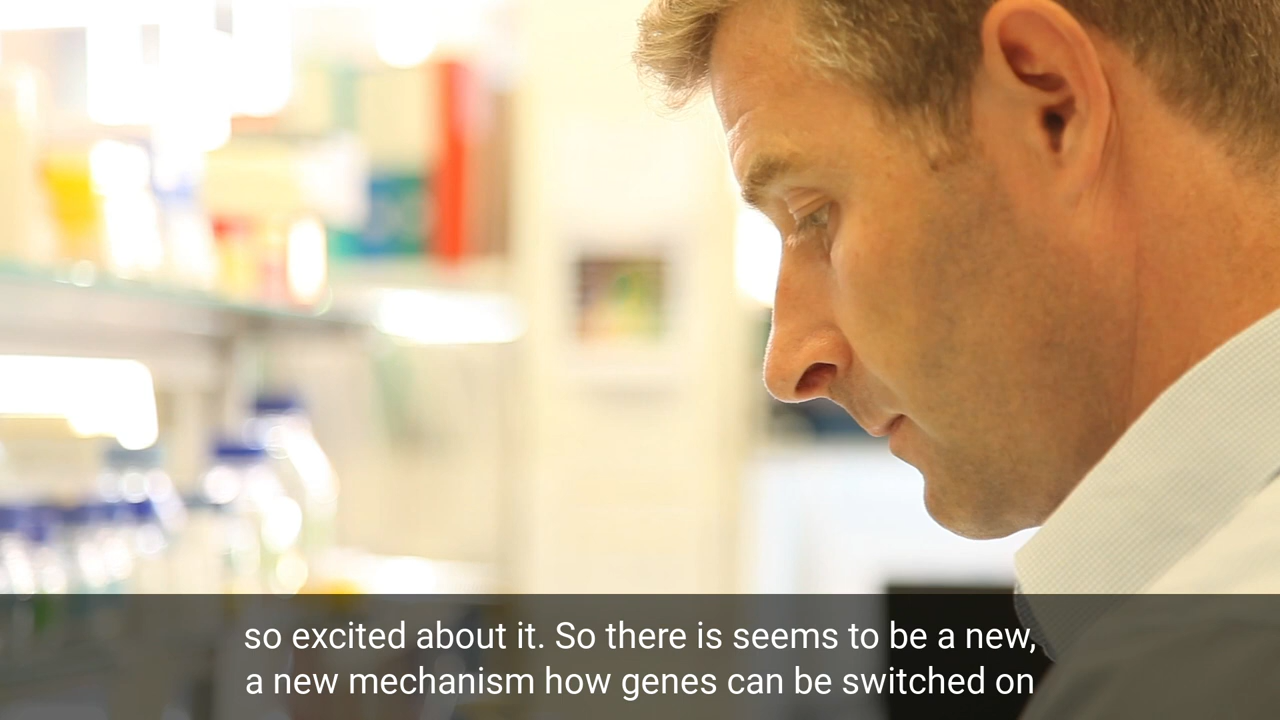 so excited about it. So there is seems to be a new,
a new mechanism how genes can be switched on